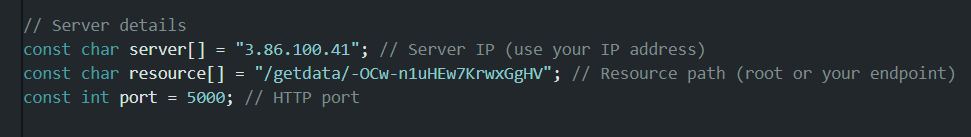 // Server details
const char server[] = "3.86.100.41"; // Server IP (use your IP address)
const char resource[] = "/getdata/-OCw-n1uHEw7KrwxGgHV"; // Resource path (root or your endpoint)
const int port = 5000; // HTTP port